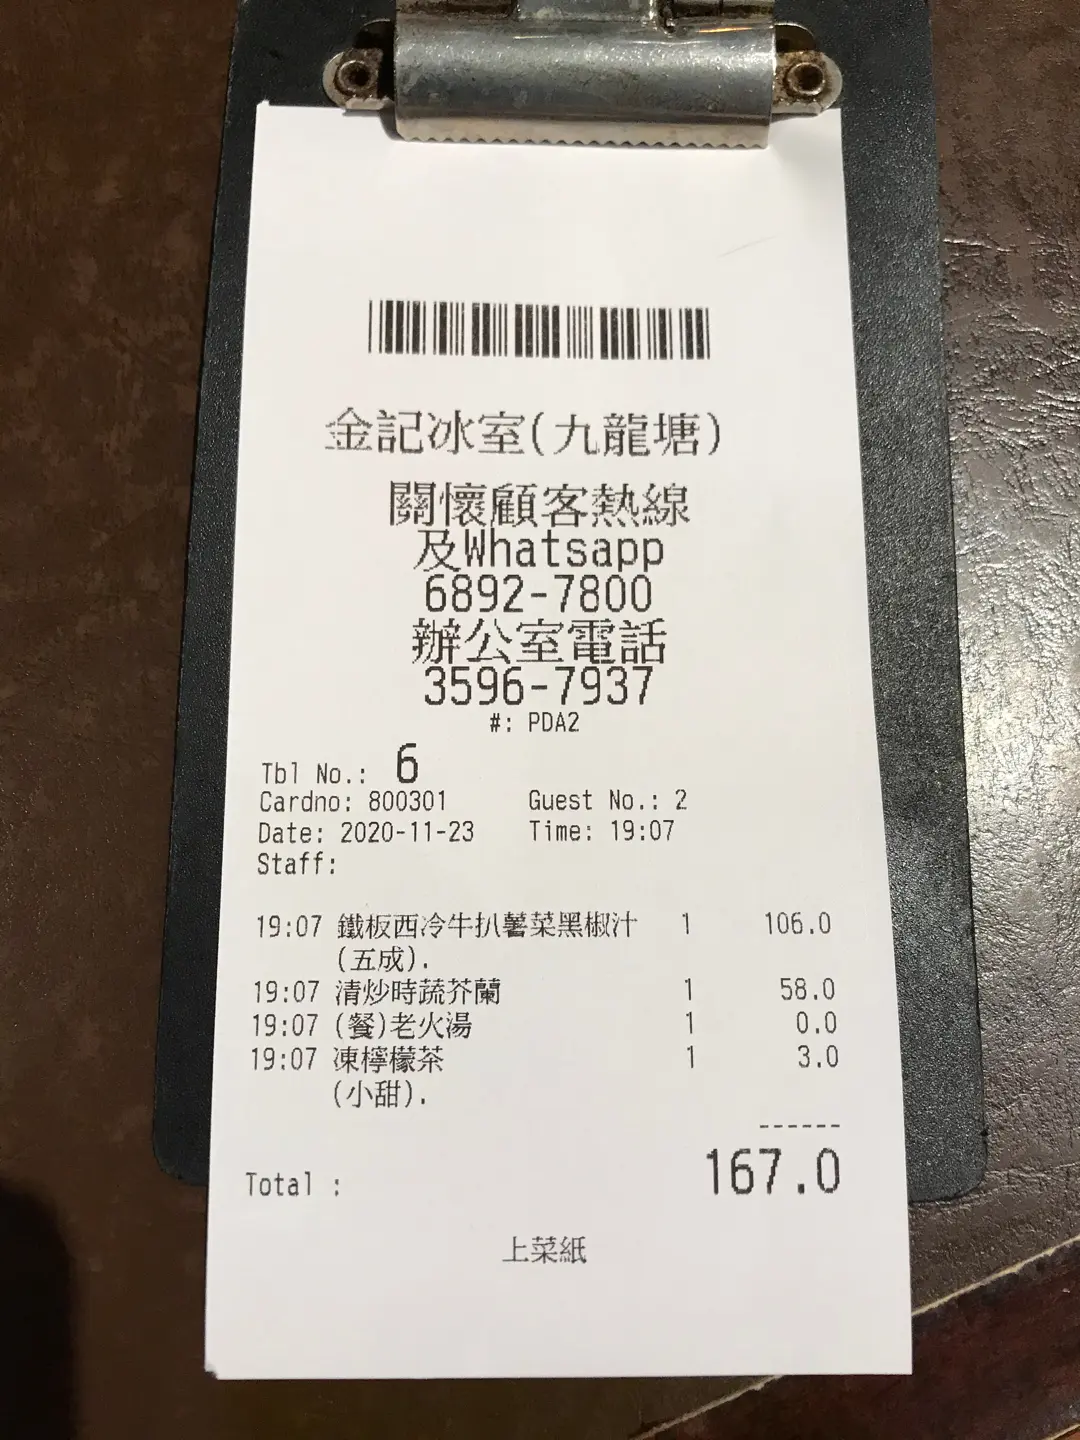 金記冰室(九龍塘)
關懷顧客熱線
及Whatsapp
6892-7800
辦公室電話
3596-7937
#: PDA2
Tbl No.: 6
Cardno: 800301 Guest No.: 2
Date: 2020-11-23 Time: 19:07
Staff:
19:07 鐵板西冷牛扒薯菜黑椒汁 1 106.0
(五成).
19:07 清炒時蔬芥蘭 1 58.0
19:07 (餐)老火湯 1 0.0
19:07 凍檸檬茶 1 3.0
(小甜).
------
Total : 167.0
上菜紙